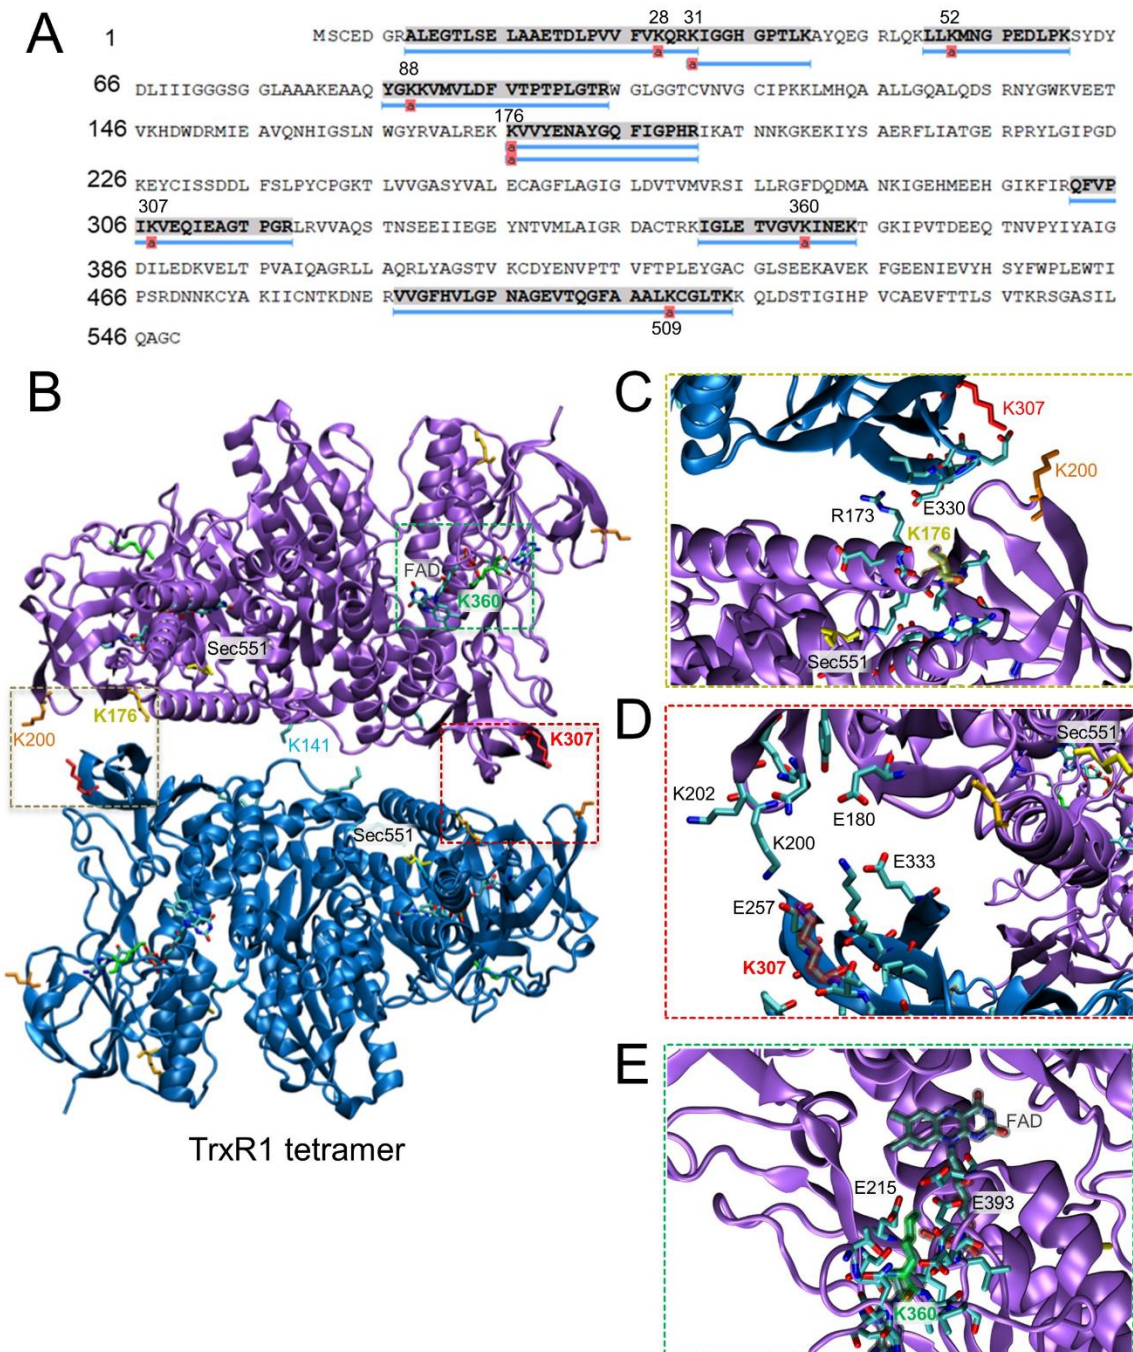 A
28 31 52
1 MSCEDG GRALEGTLSE LAAETDLPVV FVKQRKIGGH GPTLKAYQEG RLQKLLKMNG PEDLPKSYDY
a a
a
88
66 DLIIIGGGSG GLAAAKEAAQ YGKKVMVLDF VTPTPLGTRW GLGGTCVNVG CIPKKLMHQA ALLGQALQDS RNYGWKVEET
a
176
146 VKHDWDRMIE AVQNHIGSLN WGYRVALREK KVVYENAYGQ FIGPHRIKAT NNKGKEKIYS AERFLIATGE RPRYLGIPGD
a
a
226 KEYCISSDDL FSLPYCPGKT LVVGASYVAL ECAGFLAGIG LDVTVMVRSI LLRGFDQDMA NKIGEHMEEH GIKFIRQFVP
307 360
306 IKVEQIEAGT PGRLRVVAQS TNSEEIIEGE YNTVMLAIGR DACTRKIGLE TVGVKINEKT GKIPVTDEEQ TNVPYIYAIG
a a
386 DILEDKVELT PVAIQAGRLL AQRLYAGSTV KCDYENVPTT VFTPLEYGAC GLSEEKAVEK FGEENIEVYH SYFWPLEWTI
466 PSRDNNKCYA KIICNTKDNE RVVGFHVLGP NAGEVTQGFA AALKCGLTKK QLDSTIGIHP VCAEVFTTLS VTKRSGASIL
a
509
546 QAGC
B
FAD
K360
Sec551
K176
K200
K141
K307
Sec551
TrxR1 tetramer
C
K307
K200
E330
R173
K176
Sec551
D
Sec551
K202
E180
K200
E333
E257
K307
E
FAD
E215
E393
K360